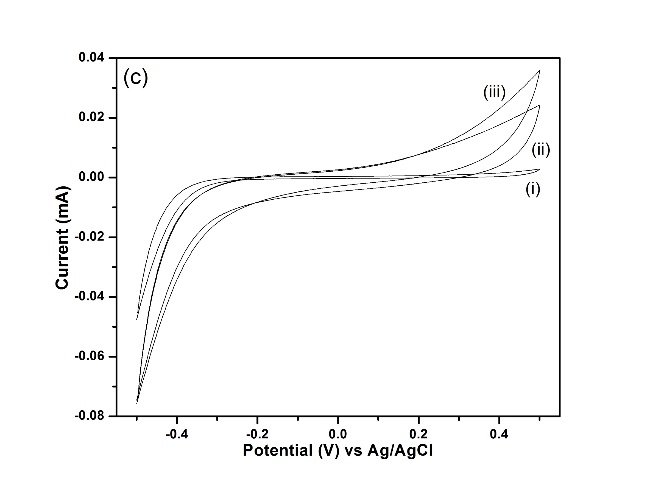 (c)
0.04
0.02
0.00
-0.02
-0.04
-0.06
-0.08
Current (mA)
(iii)
(ii)
(i)
-0.4 -0.2 0.0 0.2 0.4
Potential (V) vs Ag/AgCl